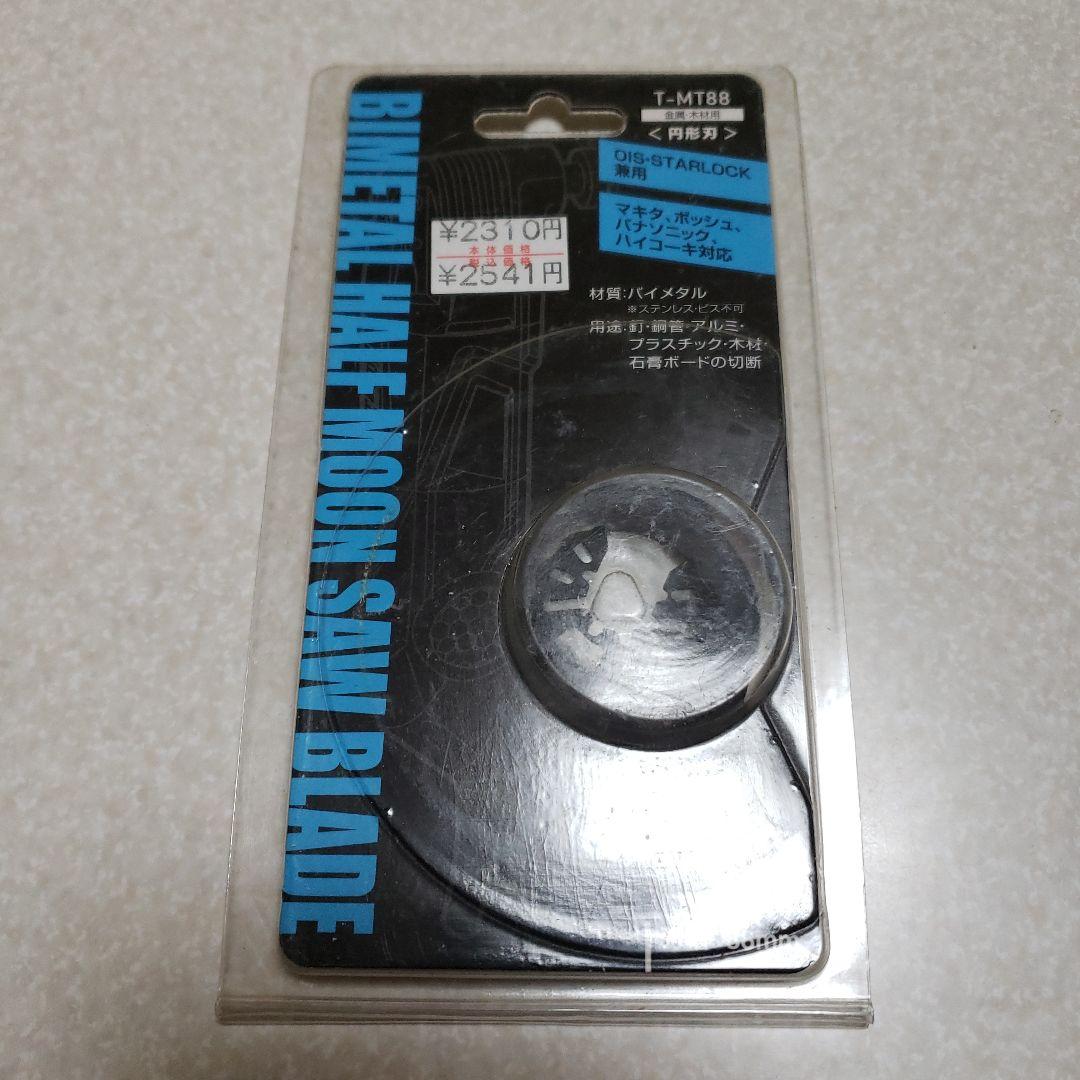 T-MT88
金属・木材用
＜円形刃＞
OIS・STARLOCK
兼用
マキタ、ボッシュ、
パナソニック、
ハイコーキ対応
¥2310円
本体価格
税込価格
¥2541円
材質：バイメタル
※ステンレス・ビス不可
用途：釘・銅管・アルミ・
プラスチック・木材・
石膏ボードの切断
BIMETAL HALF MOON SAW BLADE